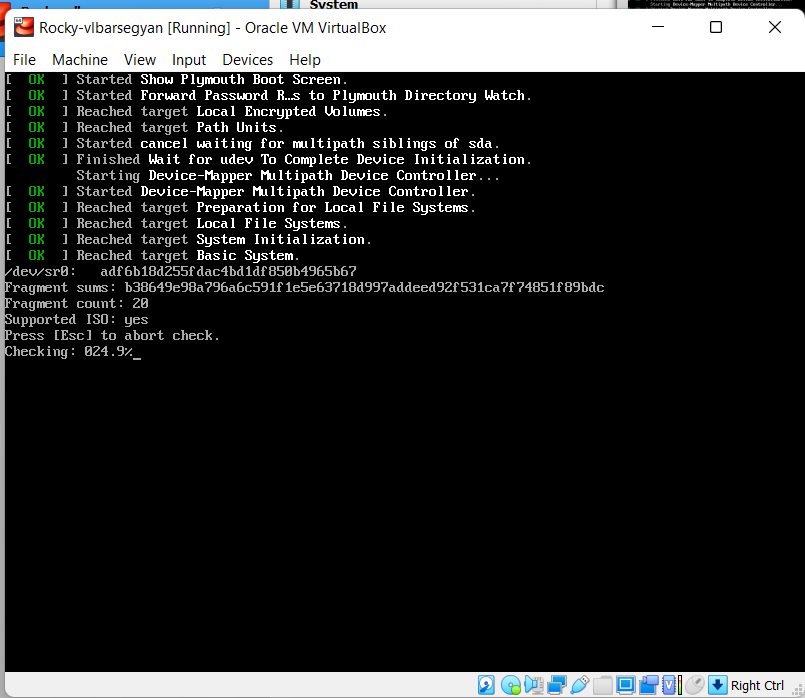 System
Rocky-vlbarsegyan [Running] - Oracle VM VirtualBox
File Machine View Input Devices Help
[ OK ] Started Show Plymouth Boot Screen.
[ OK ] Started Forward Password R…s to Plymouth Directory Watch.
[ OK ] Reached target Local Encrypted Volumes.
[ OK ] Reached target Path Units.
[ OK ] Started cancel waiting for multipath siblings of sda.
[ OK ] Finished Wait for udev To Complete Device Initialization.
Starting Device-Mapper Multipath Device Controller...
[ OK ] Started Device-Mapper Multipath Device Controller.
[ OK ] Reached target Preparation for Local File Systems.
[ OK ] Reached target Local File Systems.
[ OK ] Reached target System Initialization.
[ OK ] Reached target Basic System.
/dev/sr0: adf6b18d255fdac4bd1df850b4965b67
Fragment sums: b38649e98a796a6c591f1e5e63718d997addeed92f531ca7f74851f89bdc
Fragment count: 20
Supported ISO: yes
Press [Esc] to abort check.
Checking: 024.9%_
Right Ctrl